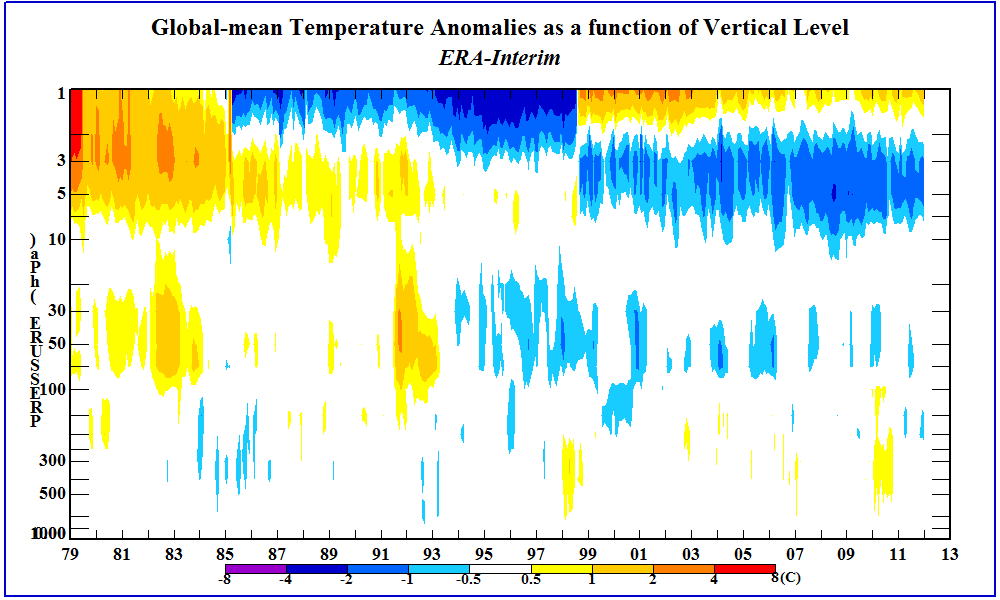 Global-mean Temperature Anomalies as a function of Vertical Level
ERA-Interim
PRESSURE (hPa)
1
3
5
10
30
50
100
300
500
1000
79 81 83 85 87 89 91 93 95 97 99 01 03 05 07 09 11 13
-8 -4 -2 -1 -0.5 0.5 1 2 4 8 (C)